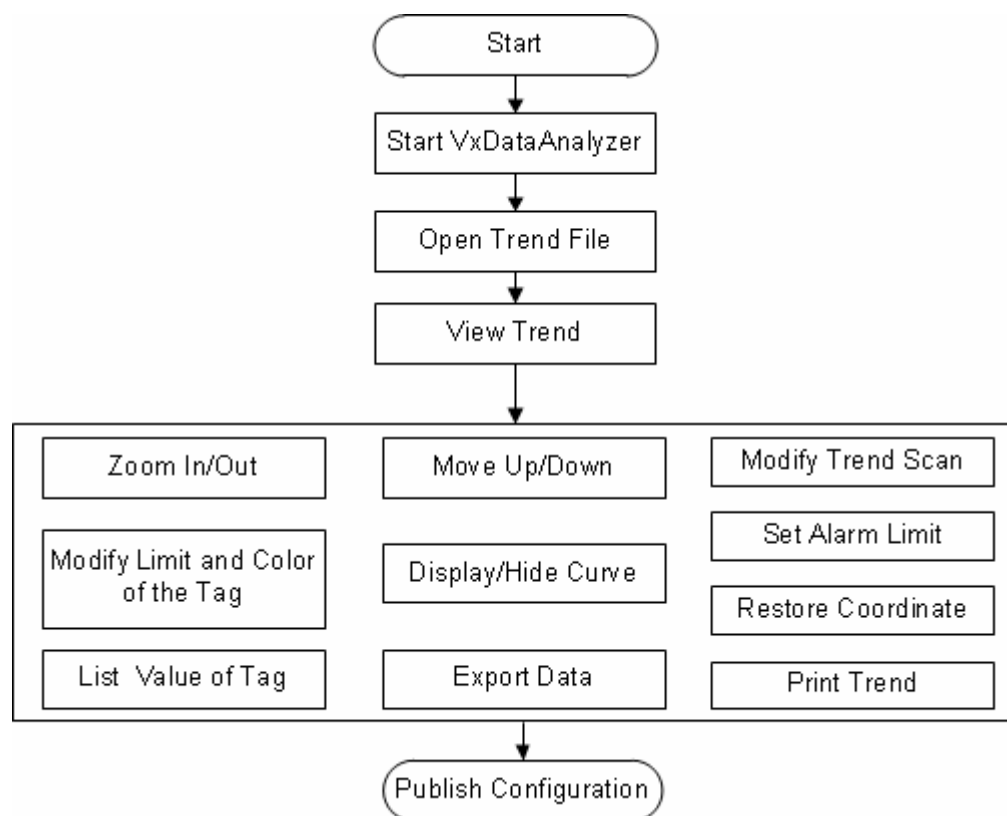 Start
Start VxDataAnalyzer
Open Trend File
View Trend
Zoom In/Out
Move Up/Down
Modify Trend Scan
Modify Limit and Color
of the Tag
Display/Hide Curve
Set Alarm Limit
Restore Coordinate
List Value of Tag
Export Data
Print Trend
Publish Configuration